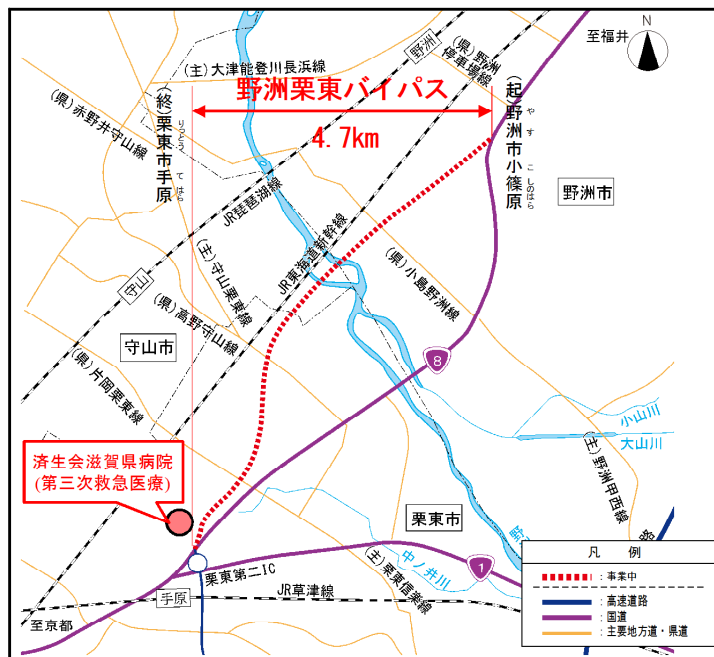 N
至福井
野洲
(県)野洲
停車場線
(主)大津能登川長浜線
野洲栗東バイパス
4.7km
(起)野洲市小篠原
や す こ しのはら
(終)栗東市手原
りっとう て はら
(県)赤野井守山線
野洲市
JR琵琶湖線
JR東海道新幹線
(主)守山栗東線
(県)小島野洲線
守山
(県)高野守山線
守山市
(県)片岡栗東線
8
小山川
大山川
(主)野洲甲西線
済生会滋賀県病院
(第三次救急医療)
栗東市
栗東第二IC
中ノ井川
(主)栗東信楽線
1
手原
JR草津線
至京都
路
凡 例
:事業中
:高速道路
:国道
:主要地方道・県道